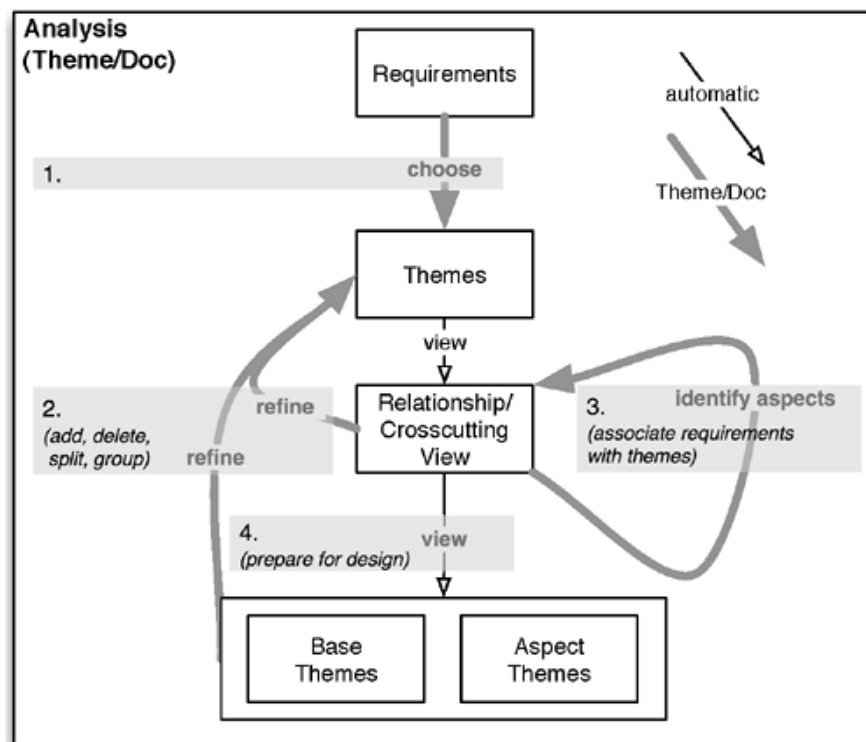 Analysis
(Theme/Doc)
Requirements
automatic
1.
choose
Theme/Doc
Themes
view
2.
(add, delete,
split, group)
refine
refine
Relationship/
Crosscutting
View
identify aspects
3.
(associate requirements
with themes)
4.
(prepare for design)
view
Base
Themes
Aspect
Themes